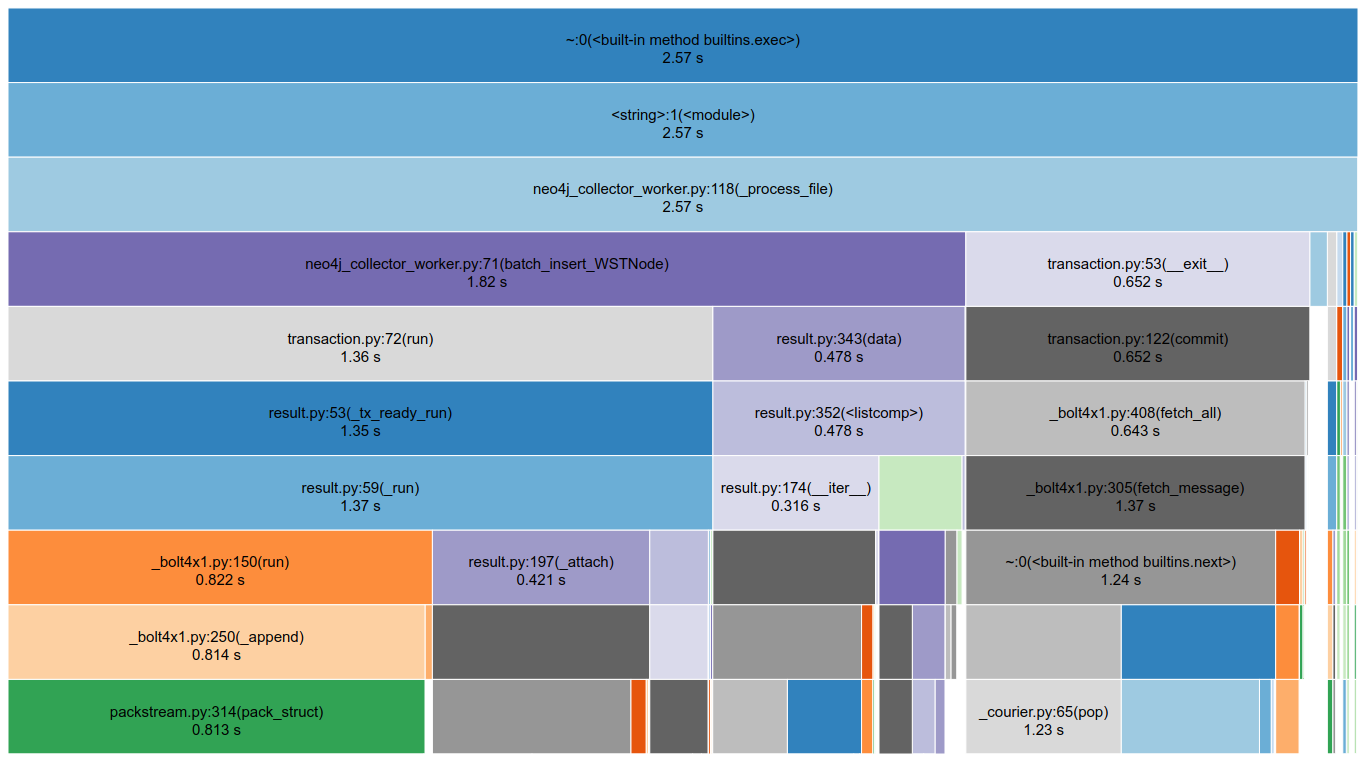 ~:0(<built-in method builtins.exec>)
2.57 s
<string>:1(<module>)
2.57 s
neo4j_collector_worker.py:118(_process_file)
2.57 s
neo4j_collector_worker.py:71(batch_insert_WSTNode)
1.82 s
transaction.py:53(__exit__)
0.652 s
transaction.py:72(run)
1.36 s
result.py:343(data)
0.478 s
transaction.py:122(commit)
0.652 s
result.py:53(_tx_ready_run)
1.35 s
result.py:352(<listcomp>)
0.478 s
_bolt4x1.py:408(fetch_all)
0.643 s
result.py:59(_run)
1.37 s
result.py:174(__iter__)
0.316 s
_bolt4x1.py:305(fetch_message)
1.37 s
_bolt4x1.py:150(run)
0.822 s
result.py:197(_attach)
0.421 s
~:0(<built-in method builtins.next>)
1.24 s
_bolt4x1.py:250(_append)
0.814 s
packstream.py:314(pack_struct)
0.813 s
_courier.py:65(pop)
1.23 s